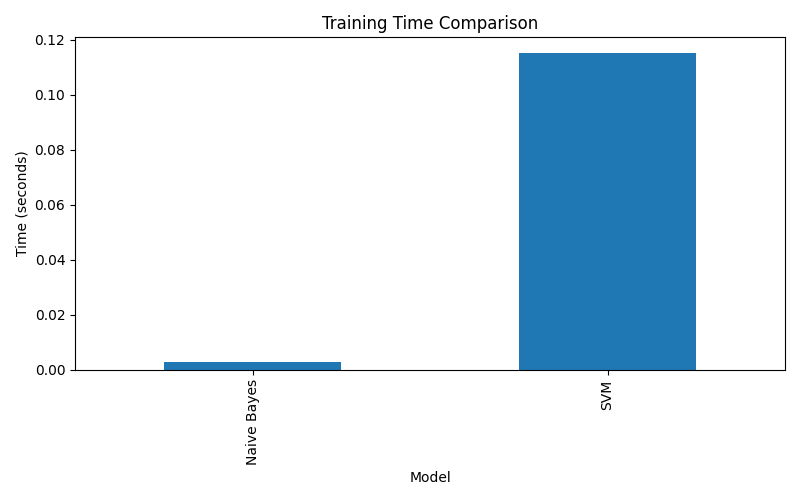 Training Time Comparison
0.12
0.10
0.08
0.06
0.04
0.02
0.00
Time (seconds)
Naive Bayes
SVM
Model